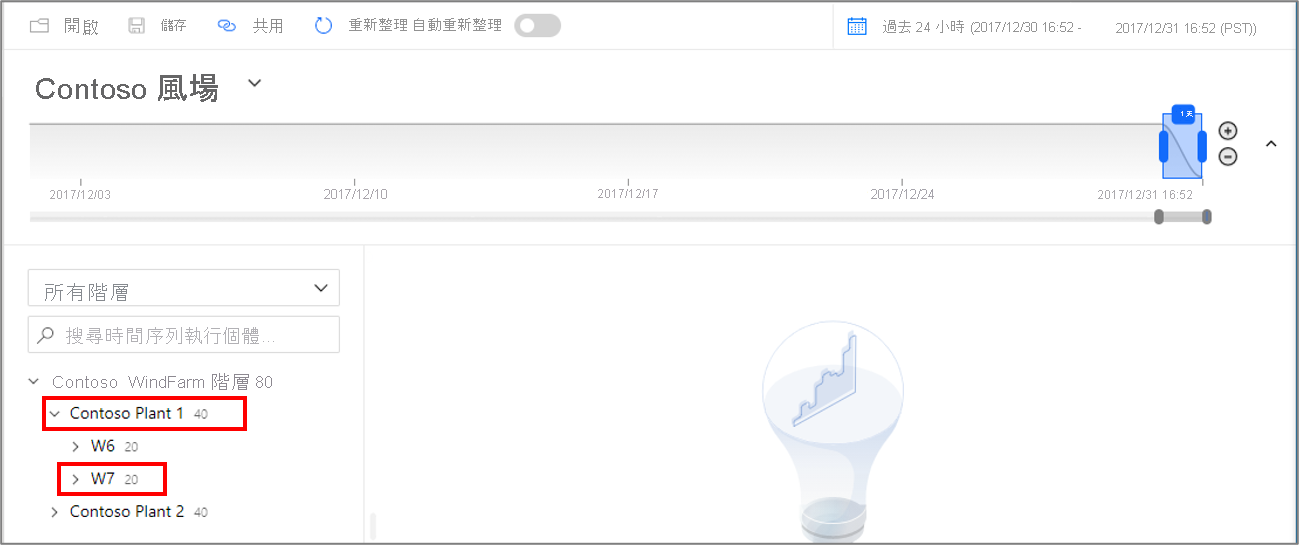 開啟 儲存 共用 重新整理 自動重新整理 過去 24 小時 (2017/12/30 16:52 - 2017/12/31 16:52 (PST))
Contoso 風場
1 天
2017/12/03 2017/12/10 2017/12/17 2017/12/24 2017/12/31 16:52
所有階層
搜尋時間序列執行個體...
Contoso WindFarm 階層 80
Contoso Plant 1 40
W6 20
W7 20
Contoso Plant 2 40